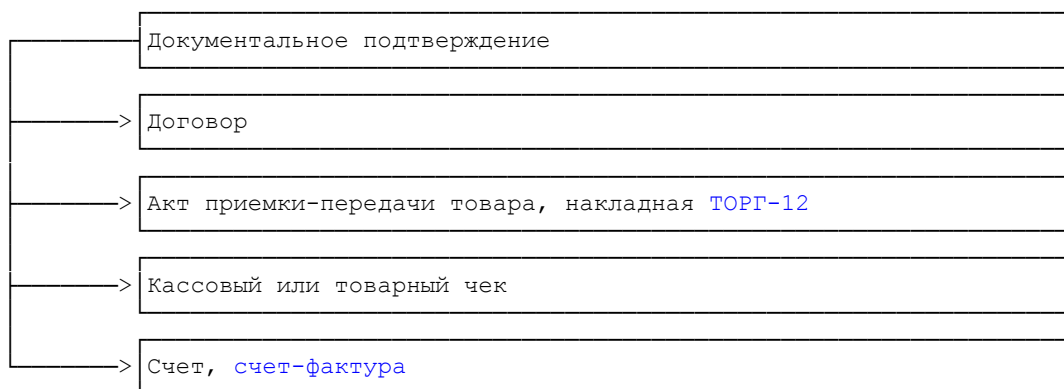 Документальное подтверждение
Договор
Акт приемки-передачи товара, накладная ТОРГ-12
Кассовый или товарный чек
Счет, счет-фактура